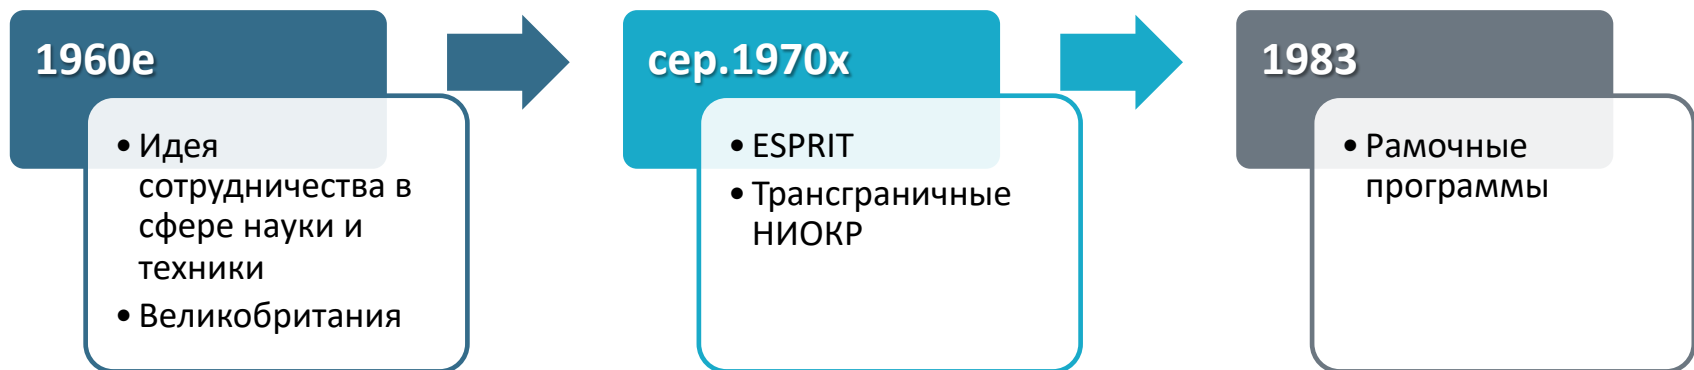 1960е
• Идея
сотрудничества в
сфере науки и
техники
• Великобритания
сер.1970х
• ESPRIT
• Трансграничные
НИОКР
1983
• Рамочные
программы